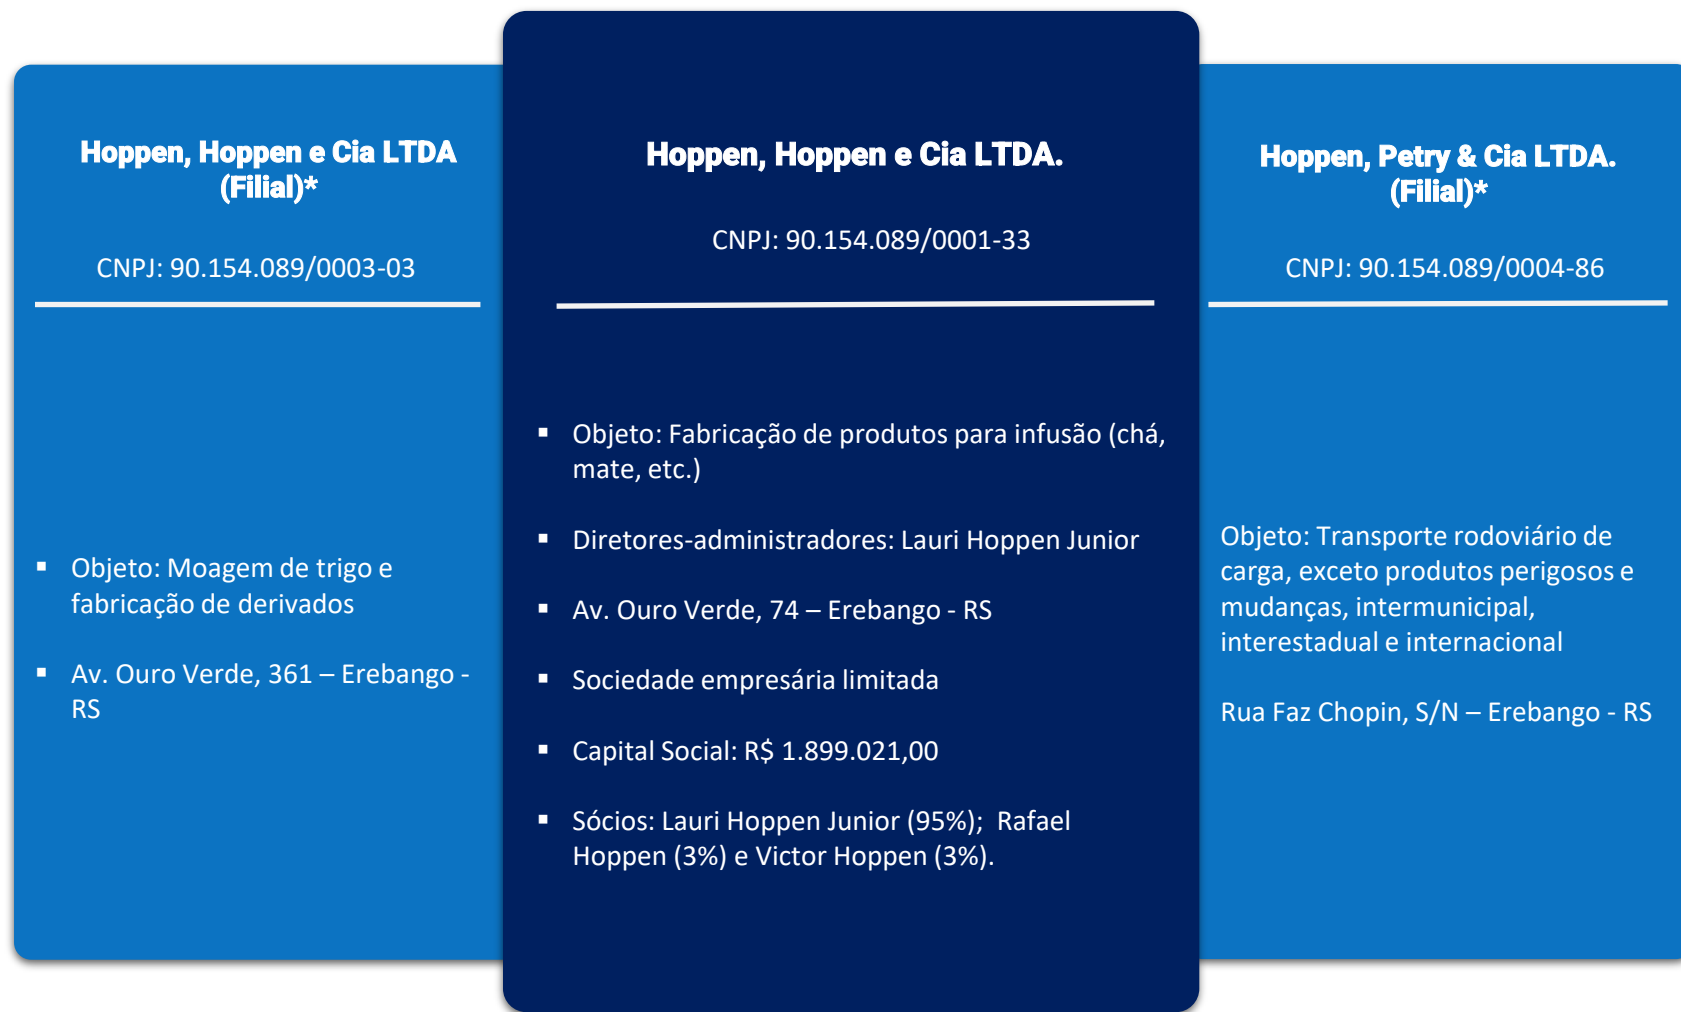 Hoppen, Hoppen e Cia LTDA
(Filial)*
CNPJ: 90.154.089/0003-03
▪ Objeto: Moagem de trigo e
fabricação de derivados
▪ Av. Ouro Verde, 361 – Erebango -
RS
Hoppen, Hoppen e Cia LTDA.
CNPJ: 90.154.089/0001-33
▪ Objeto: Fabricação de produtos para infusão (chá,
mate, etc.)
▪ Diretores-administradores: Lauri Hoppen Junior
▪ Av. Ouro Verde, 74 – Erebango - RS
▪ Sociedade empresária limitada
▪ Capital Social: R$ 1.899.021,00
▪ Sócios: Lauri Hoppen Junior (95%); Rafael
Hoppen (3%) e Victor Hoppen (3%).
Hoppen, Petry & Cia LTDA.
(Filial)*
CNPJ: 90.154.089/0004-86
Objeto: Transporte rodoviário de
carga, exceto produtos perigosos e
mudanças, intermunicipal,
interestadual e internacional
Rua Faz Chopin, S/N – Erebango - RS